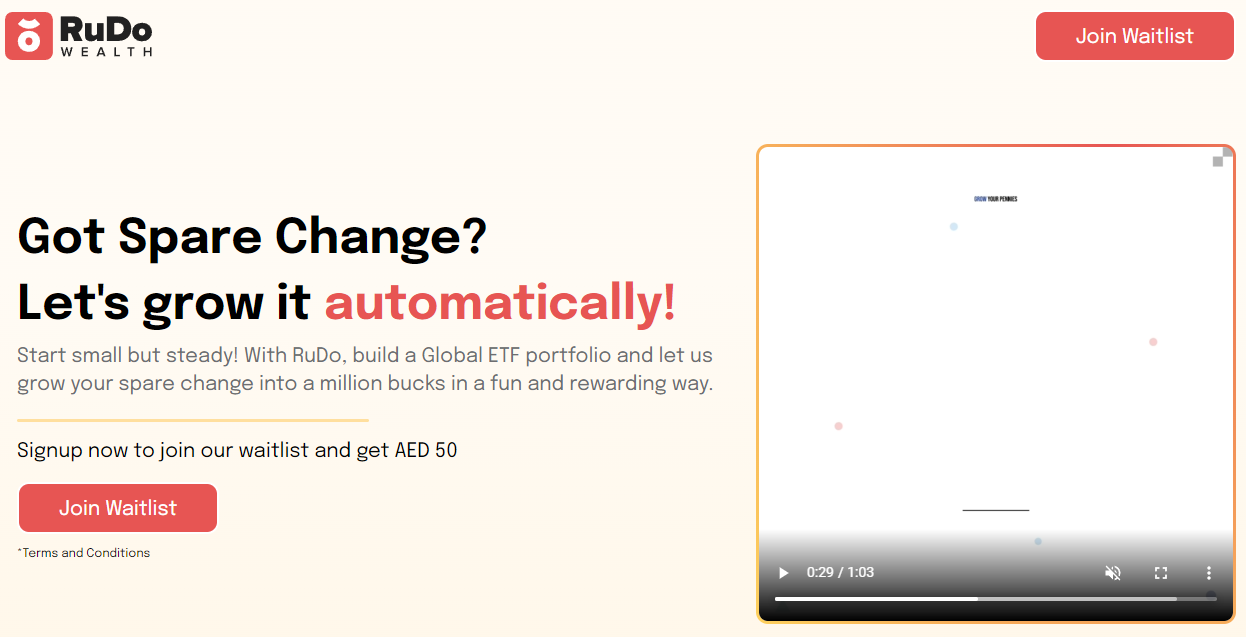 RuDo
WEALTH
Join Waitlist
Got Spare Change?
Let's grow it automatically!
Start small but steady! With RuDo, build a Global ETF portfolio and let us
grow your spare change into a million bucks in a fun and rewarding way.
Signup now to join our waitlist and get AED 50
Join Waitlist
*Terms and Conditions
GROW YOUR PENNIES
0:29 / 1:03